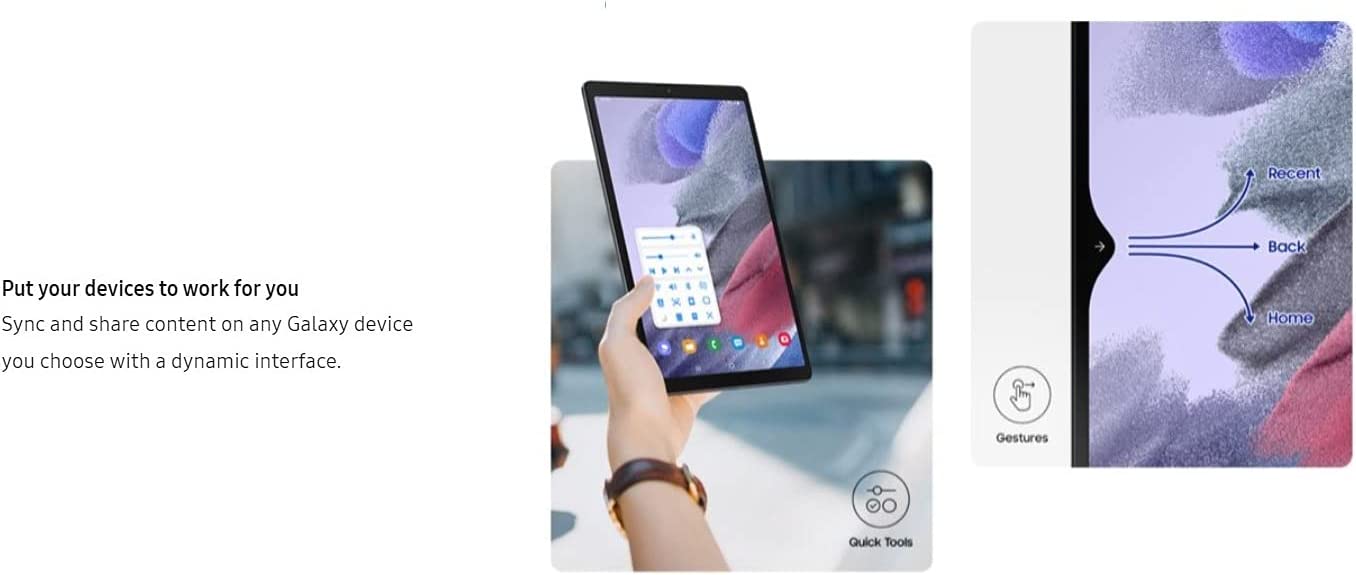 Put your devices to work for you
Sync and share content on any Galaxy device
you choose with a dynamic interface.
Quick Tools
Recent
Back
Home
Gestures